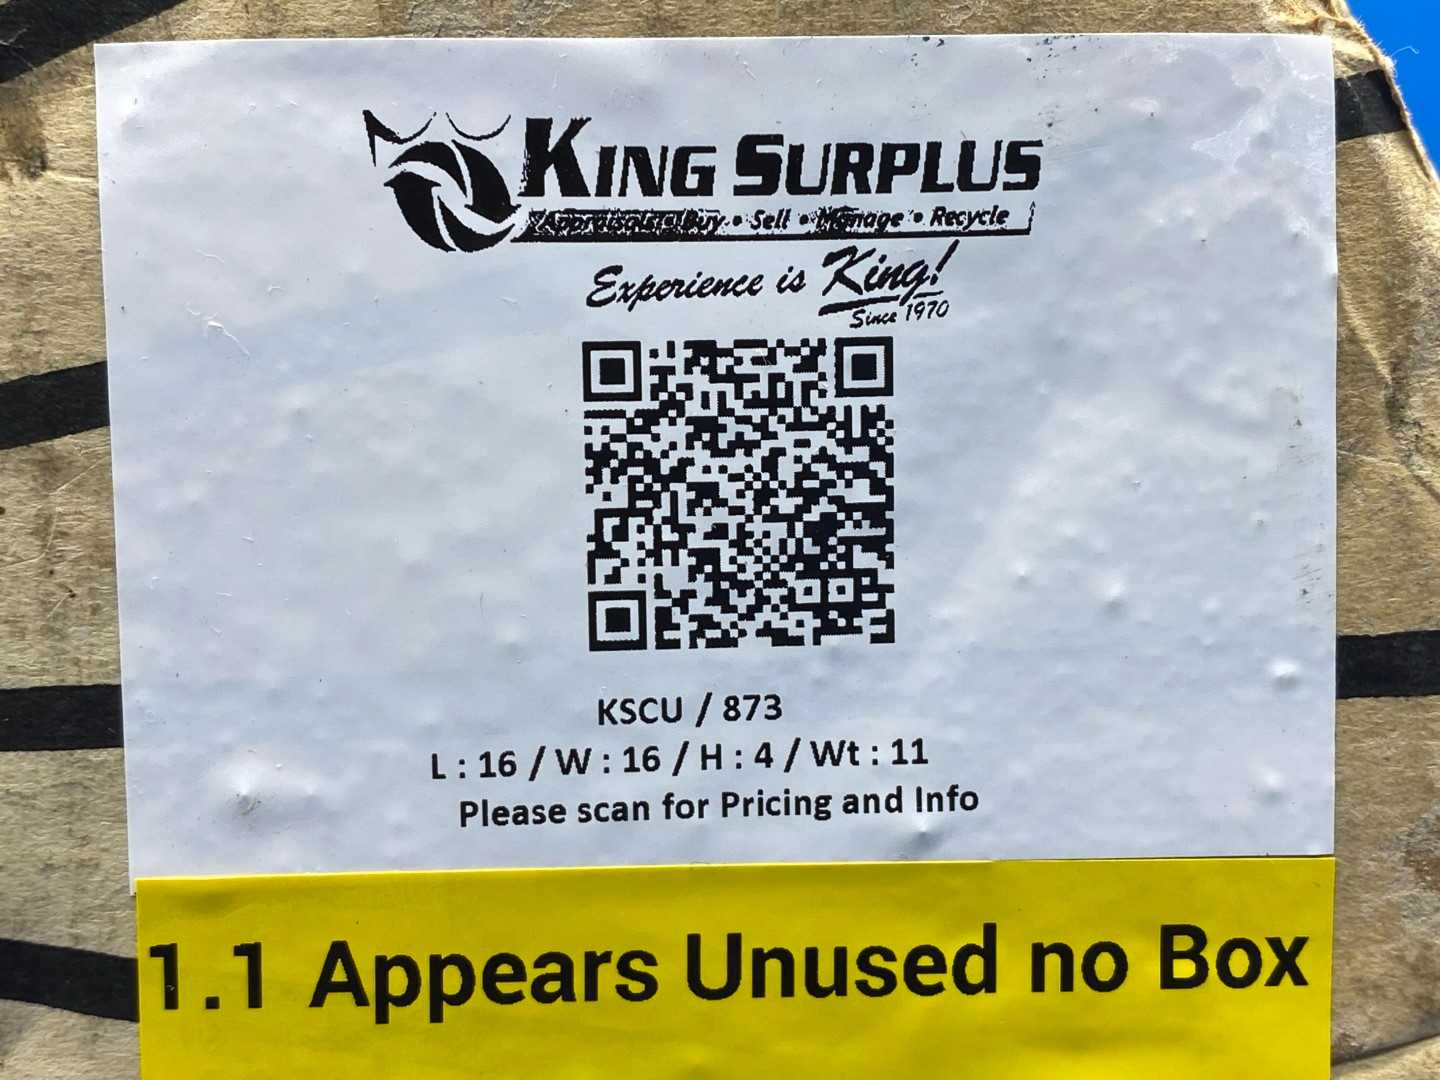 KING SURPLUS
Buy • Sell • Manage • Recycle
Experience is King!
Since 1970
KSCU / 873
L : 16 / W : 16 / H : 4 / Wt : 11
Please scan for Pricing and Info
1.1 Appears Unused no Box